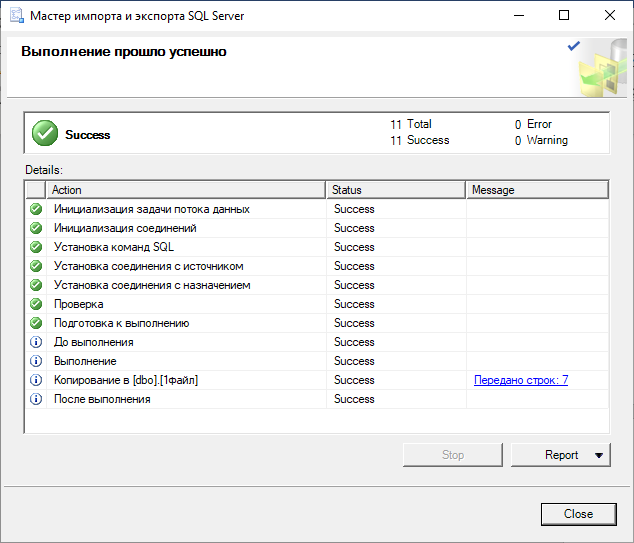 Мастер импорта и экспорта SQL Server
Выполнение прошло успешно
Success
11 Total 0 Error
11 Success 0 Warning
Details:
Action Status Message
Инициализация задачи потока данных Success
Инициализация соединений Success
Установка команд SQL Success
Установка соединения с источником Success
Установка соединения с назначением Success
Проверка Success
Подготовка к выполнению Success
До выполнения Success
Выполнение Success
Копирование в [dbo].[1файл] Success Передано строк: 7
После выполнения Success
Stop Report
Close